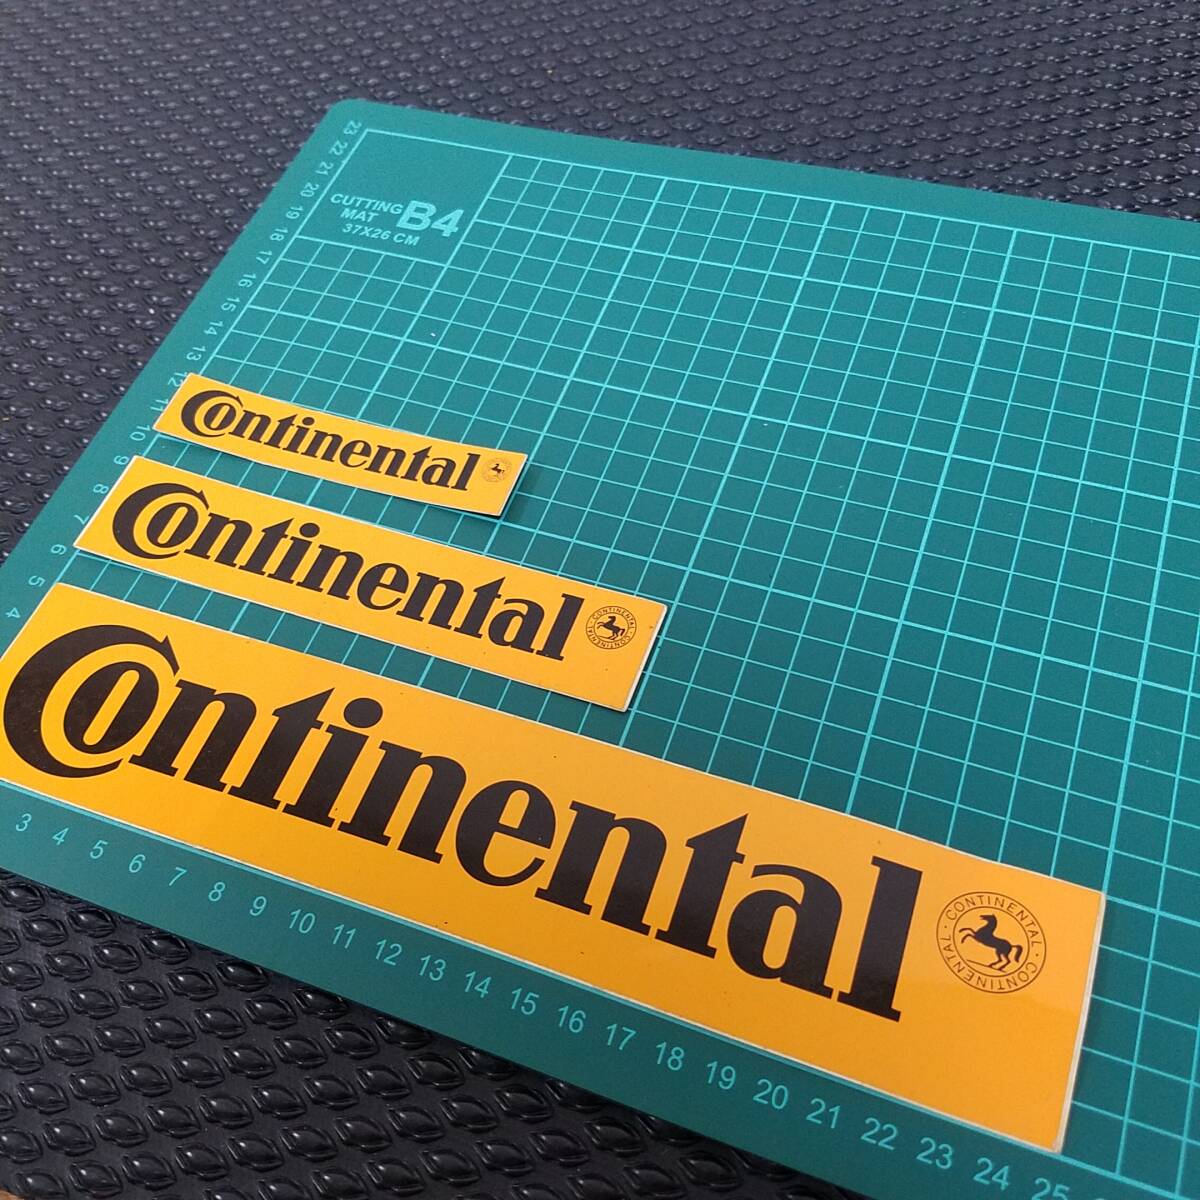 CUTTING
MAT
B4
37X26 CM
23
22
21
20
19
18
17
16
15
14
13
12
11
10
9
8
7
6
5
4
Continental
Continental
CONTINENTAL · CONTINENTAL ·
Continental
CONTINENTAL · CONTINENTAL ·
3 4 5 6 7 8 9 10 11 12 13 14 15 16 17 18 19 20 21 22 23 24 25